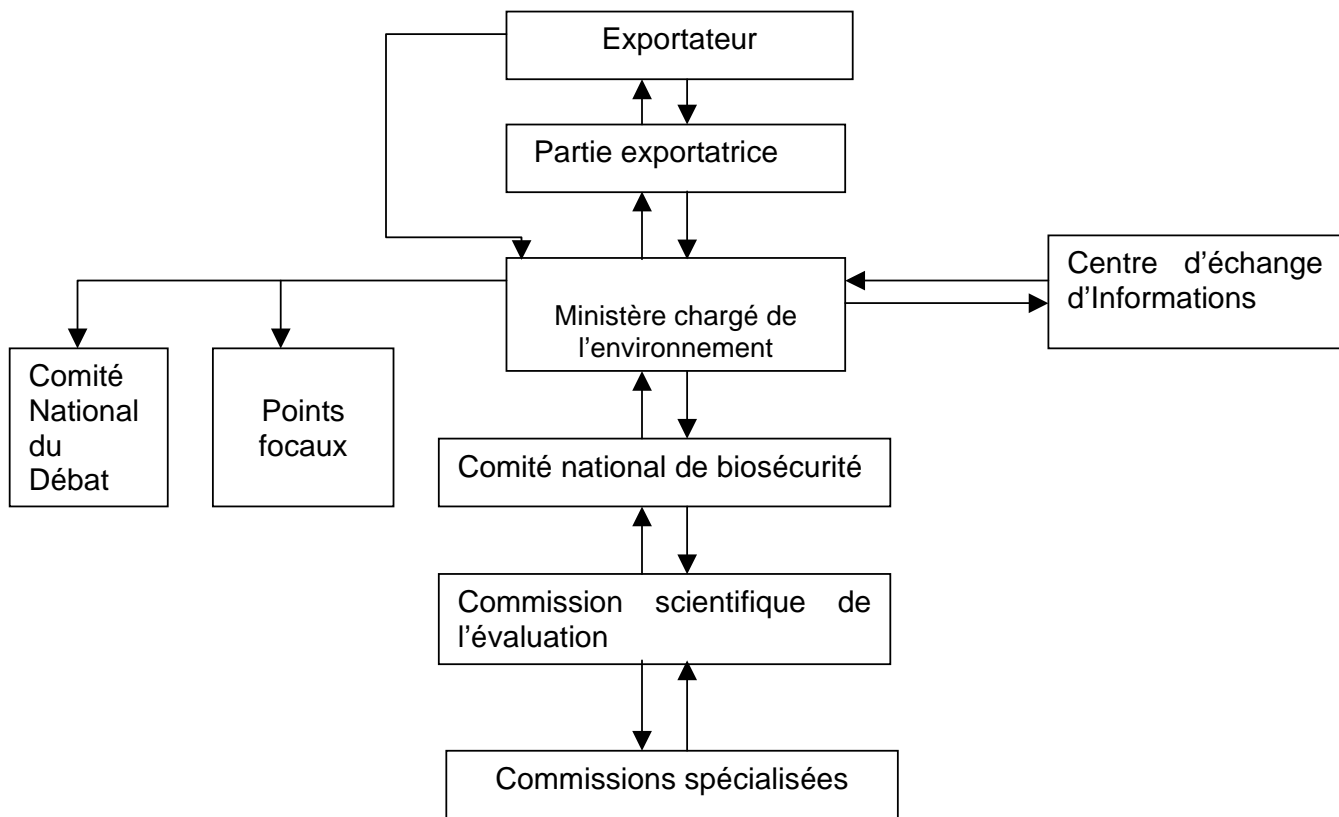 Exportateur
Partie exportatrice
Centre d'échange
d'Informations
Ministère chargé de
l'environnement
Comité
National
du
Débat
Points
focaux
Comité national de biosécurité
Commission scientifique de
l'évaluation
Commissions spécialisées